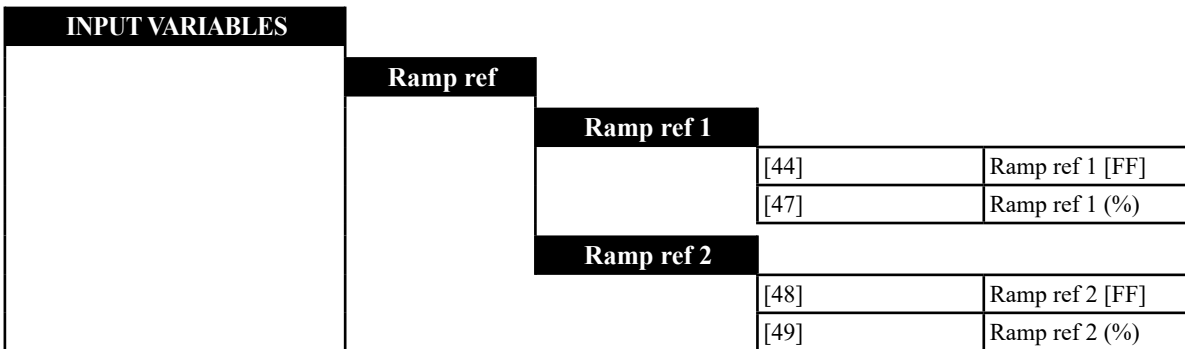 INPUT VARIABLES
Ramp ref
Ramp ref 1
[44] Ramp ref 1 [FF]
[47] Ramp ref 1 (%)
Ramp ref 2
[48] Ramp ref 2 [FF]
[49] Ramp ref 2 (%)